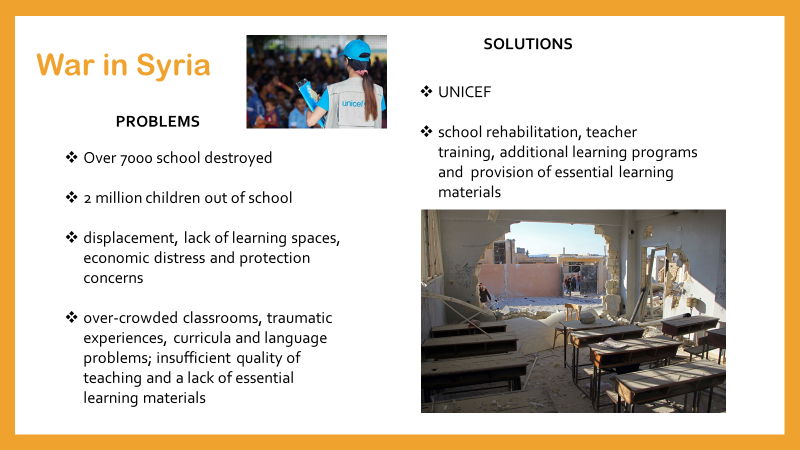 War in Syria
unicef
PROBLEMS
❖ Over 7000 school destroyed
❖ 2 million children out of school
❖ displacement, lack of learning spaces,
economic distress and protection
concerns
❖ over-crowded classrooms, traumatic
experiences, curricula and language
problems; insufficient quality of
teaching and a lack of essential
learning materials
SOLUTIONS
❖ UNICEF
❖ school rehabilitation, teacher
training, additional learning programs
and provision of essential learning
materials